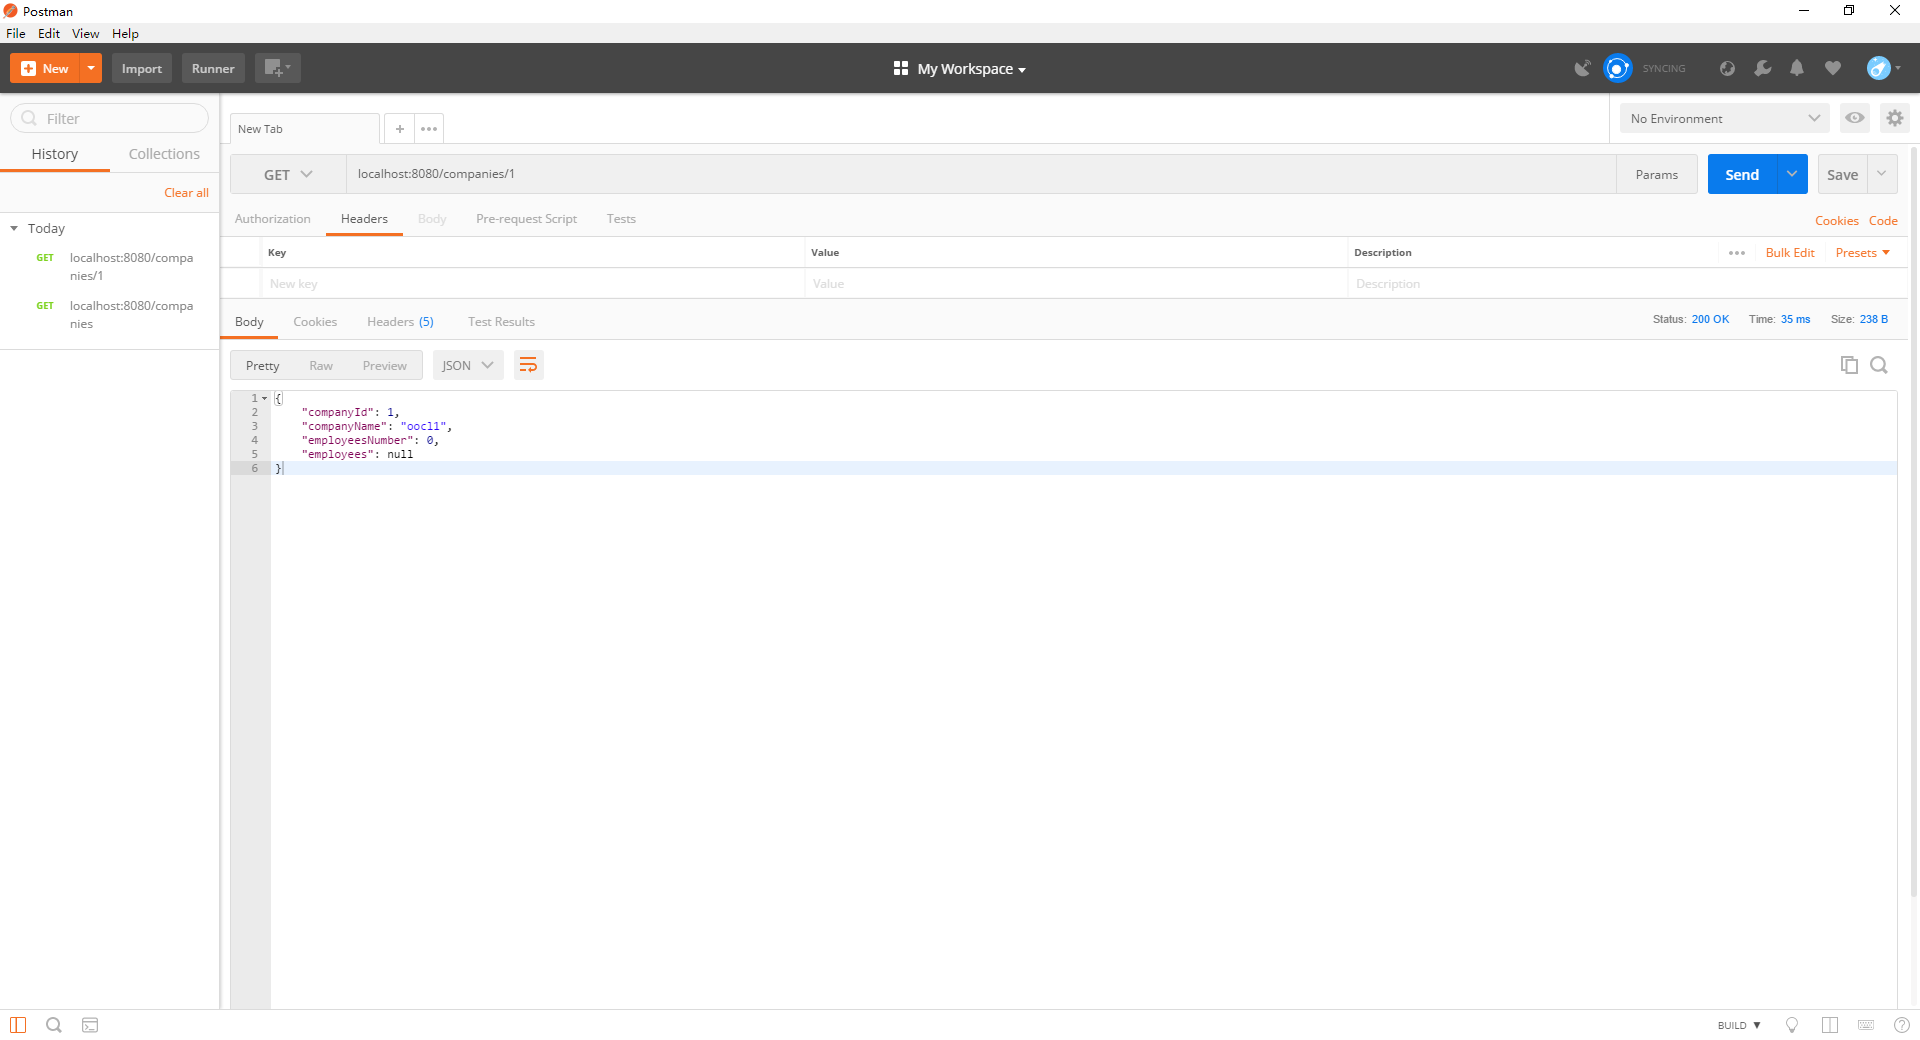 Postman
File Edit View Help
New Import Runner My Workspace SYNCING
Filter
History Collections
Clear all
Today
GET localhost:8080/compa
nies/1
GET localhost:8080/compa
nies
New Tab + •••
No Environment
GET localhost:8080/companies/1 Params Send Save
Authorization Headers Body Pre-request Script Tests Cookies Code
Key Value Description ••• Bulk Edit Presets
New key Value Description
Body Cookies Headers (5) Test Results Status: 200 OK Time: 35 ms Size: 238 B
Pretty Raw Preview JSON
1 {
2 "companyId": 1,
3 "companyName": "oocl1",
4 "employeesNumber": 0,
5 "employees": null
6 }
BUILD ▼